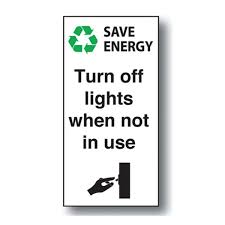 SAVE
ENERGY
Turn off
lights
when not
in use